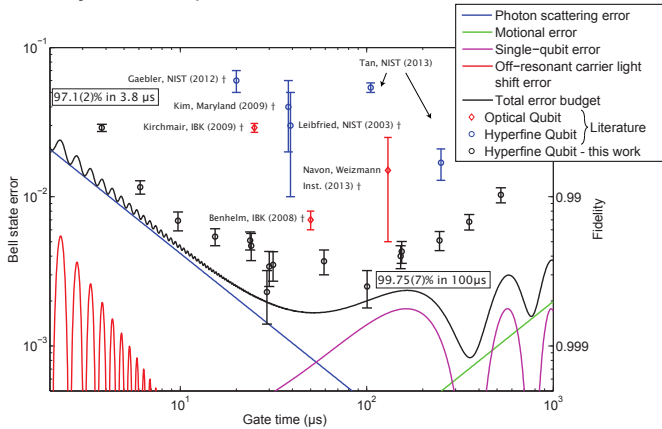 Photon scattering error
Motional error
Single-qubit error
Off-resonant carrier light
shift error
Total error budget
Optical Qubit
Hyperfine Qubit
Literature
Hyperfine Qubit - this work
10⁻¹
10⁻²
10⁻³
Bell state error
Gaebler, NIST (2012) †
97.1(2)% in 3.8 µs
Kim, Maryland (2009) †
Kirchmair, IBK (2009) †
Leibfried, NIST (2003) †
Tan, NIST (2013)
Navon, Weizmann
Inst. (2013) †
Benhelm, IBK (2008) †
99.75(7)% in 100µs
0.99
0.999
Fidelity
10¹
10²
10³
Gate time (µs)